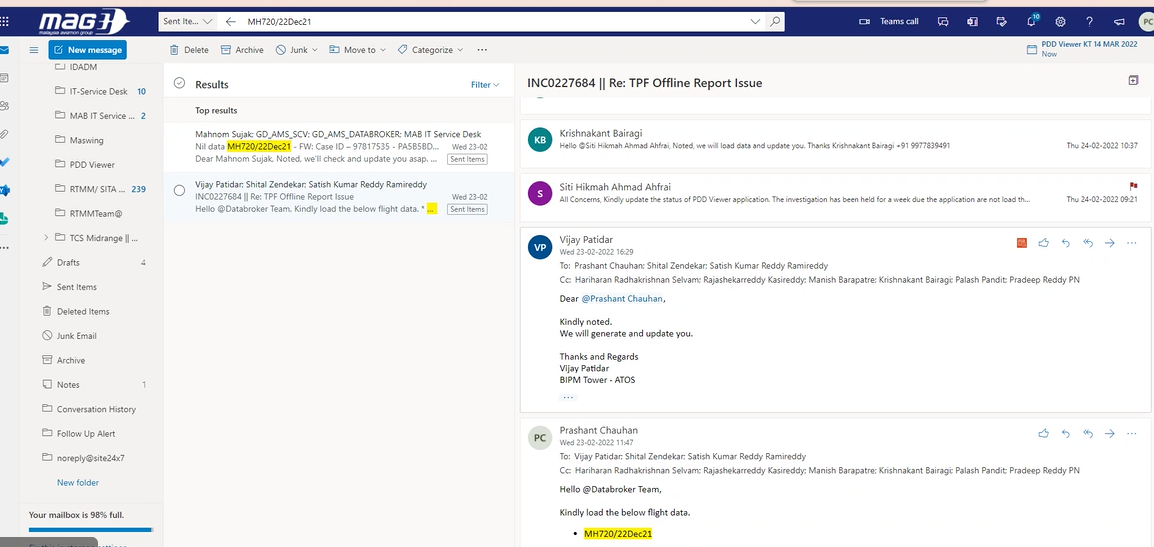 mag
malaysia aviation group
Sent Ite...
MH720/22Dec21
Teams call
10
PC
New message
Delete
Archive
Junk
Move to
Categorize
PDD Viewer KT 14 MAR 2022
Now
IDADM
IT-Service Desk 10
MAB IT Service ... 2
Maswing
PDD Viewer
RTMM/ SITA ... 239
RTMMTeam@
TCS Midrange || ...
Drafts 4
Sent Items
Deleted Items
Junk Email
Archive
Notes 1
Conversation History
Follow Up Alert
noreply@site24x7
New folder
Your mailbox is 98% full.
Results
Filter
Top results
Mahnom Sujak; GD_AMS_SCV; GD_AMS_DATABROKER; MAB IT Service Desk
Nil data MH720/22Dec21 - FW: Case ID – 97817535 - PA5B5BD... Wed 23-02
Dear Mahnom Sujak, Noted, we'll check and update you asap. ... Sent Items
Vijay Patidar; Shital Zendekar; Satish Kumar Reddy Ramireddy
INC0227684 || Re: TPF Offline Report Issue Wed 23-02
Hello @Databroker Team, Kindly load the below flight data. * ... Sent Items
INC0227684 || Re: TPF Offline Report Issue
KB
Krishnakant Bairagi
Hello @Siti Hikmah Ahmad Ahfrai, Noted, we will load data and update you. Thanks Krishnakant Bairagi +91 9977839491 Thu 24-02-2022 10:37
S
Siti Hikmah Ahmad Ahfrai
All Concerns, Kindly update the status of PDD Viewer application. The investigation has been held for a week due the application are not load th... Thu 24-02-2022 09:21
VP
Vijay Patidar
Wed 23-02-2022 16:29
To: Prashant Chauhan; Shital Zendekar; Satish Kumar Reddy Ramireddy
Cc: Hariharan Radhakrishnan Selvam; Rajashekarreddy Kasireddy; Manish Barapatre; Krishnakant Bairagi; Palash Pandit; Pradeep Reddy PN
Dear @Prashant Chauhan,
Kindly noted.
We will generate and update you.
Thanks and Regards
Vijay Patidar
BIPM Tower - ATOS
...
PC
Prashant Chauhan
Wed 23-02-2022 11:47
To: Vijay Patidar; Shital Zendekar; Satish Kumar Reddy Ramireddy
Cc: Hariharan Radhakrishnan Selvam; Rajashekarreddy Kasireddy; Manish Barapatre; Krishnakant Bairagi; Palash Pandit; Pradeep Reddy PN
Hello @Databroker Team,
Kindly load the below flight data.
• MH720/22Dec21